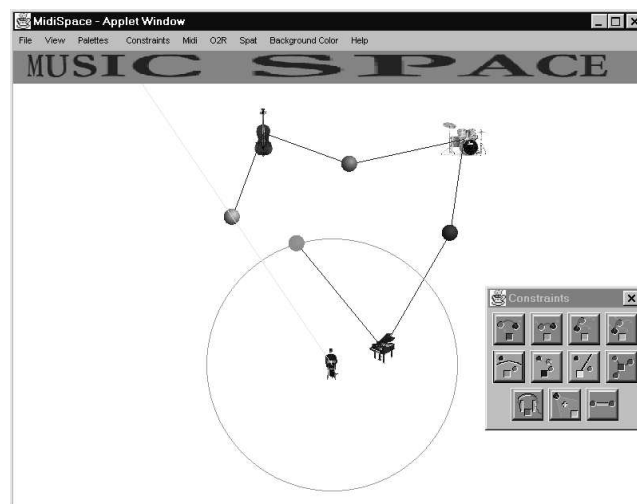 MidiSpace - Applet Window
File View Palettes Constraints Midi O2R Spat Background Color Help
MUSIC SPACE
Constraints